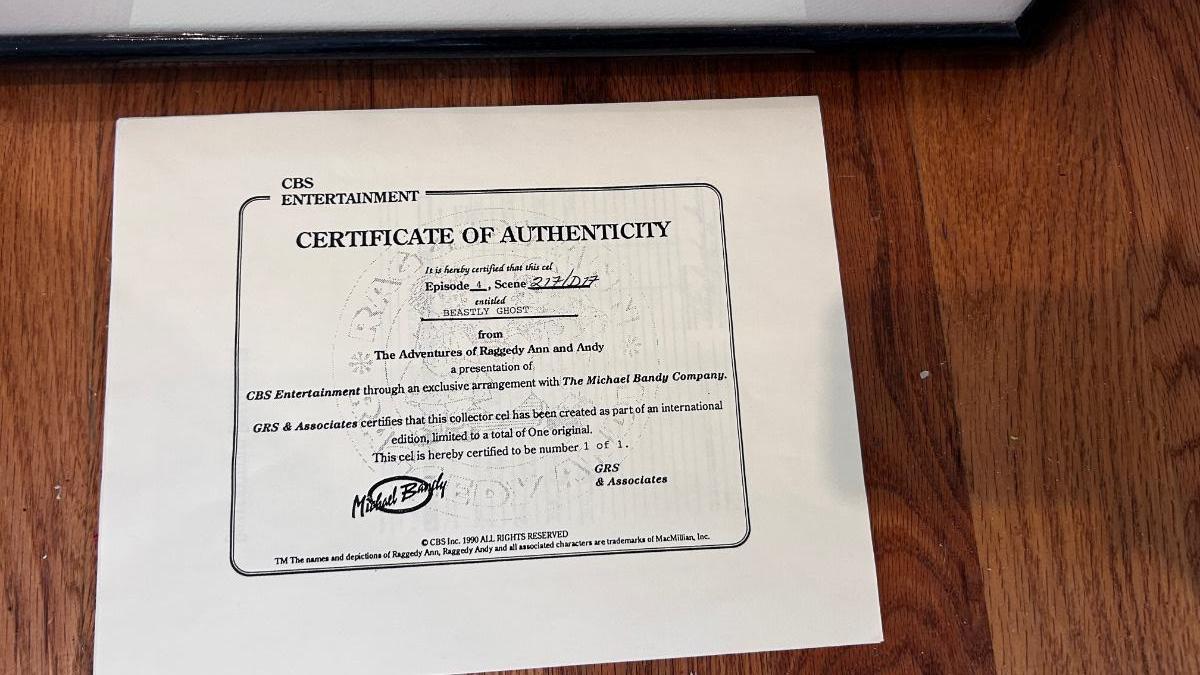 CBS
ENTERTAINMENT
CERTIFICATE OF AUTHENTICITY
It is hereby certified that this cel
Episode 4, Scene 217/D17
entitled
BEASTLY GHOST
from
The Adventures of Raggedy Ann and Andy
a presentation of
CBS Entertainment through an exclusive arrangement with The Michael Bandy Company.
GRS & Associates certifies that this collector cel has been created as part of an international
edition, limited to a total of One original.
This cel is hereby certified to be number 1 of 1.
Michael Bandy
GRS
& Associates
© CBS Inc. 1990 ALL RIGHTS RESERVED
TM The names and depictions of Raggedy Ann, Raggedy Andy and all associated characters are trademarks of MacMillian, Inc.